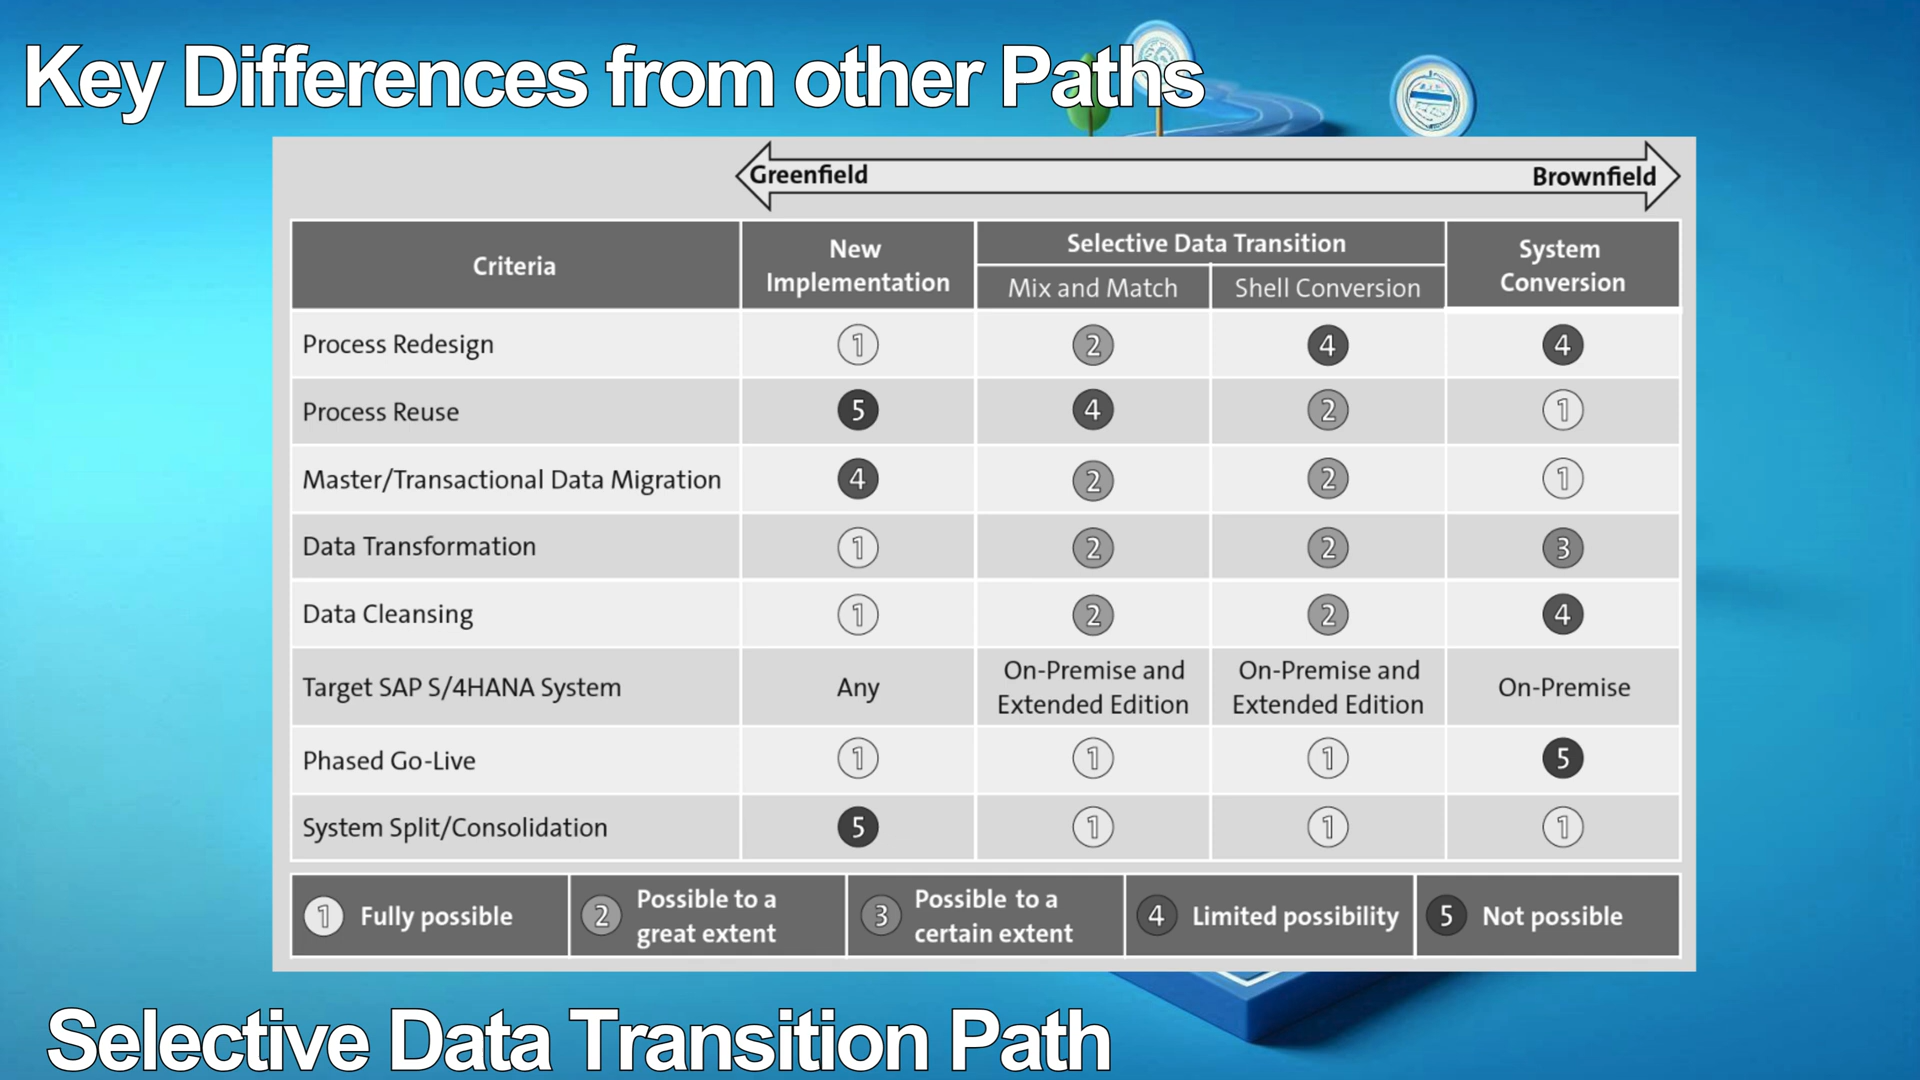 Key Differences from other Paths
Greenfield
Brownfield
Criteria
New
Implementation
Selective Data Transition
Mix and Match
Shell Conversion
System
Conversion
Process Redesign 1 2 4 4
Process Reuse 5 4 2 1
Master/Transactional Data Migration 4 2 2 1
Data Transformation 1 2 2 3
Data Cleansing 1 2 2 4
Target SAP S/4HANA System
Any
On-Premise and
Extended Edition
On-Premise and
Extended Edition
On-Premise
Phased Go-Live 1 1 1 5
System Split/Consolidation 5 1 1 1
1 Fully possible
2 Possible to a
great extent
3 Possible to a
certain extent
4 Limited possibility
5 Not possible
Selective Data Transition Path